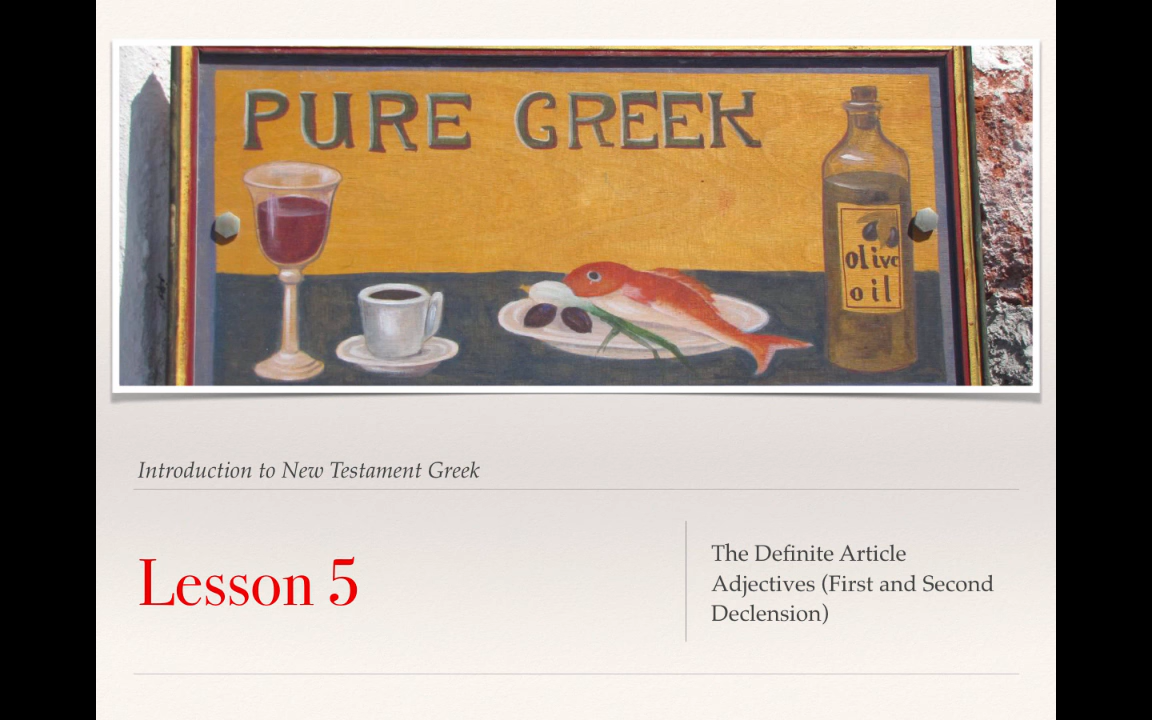 PURE GREEK
olive
oil
Introduction to New Testament Greek
Lesson 5
The Definite Article
Adjectives (First and Second
Declension)